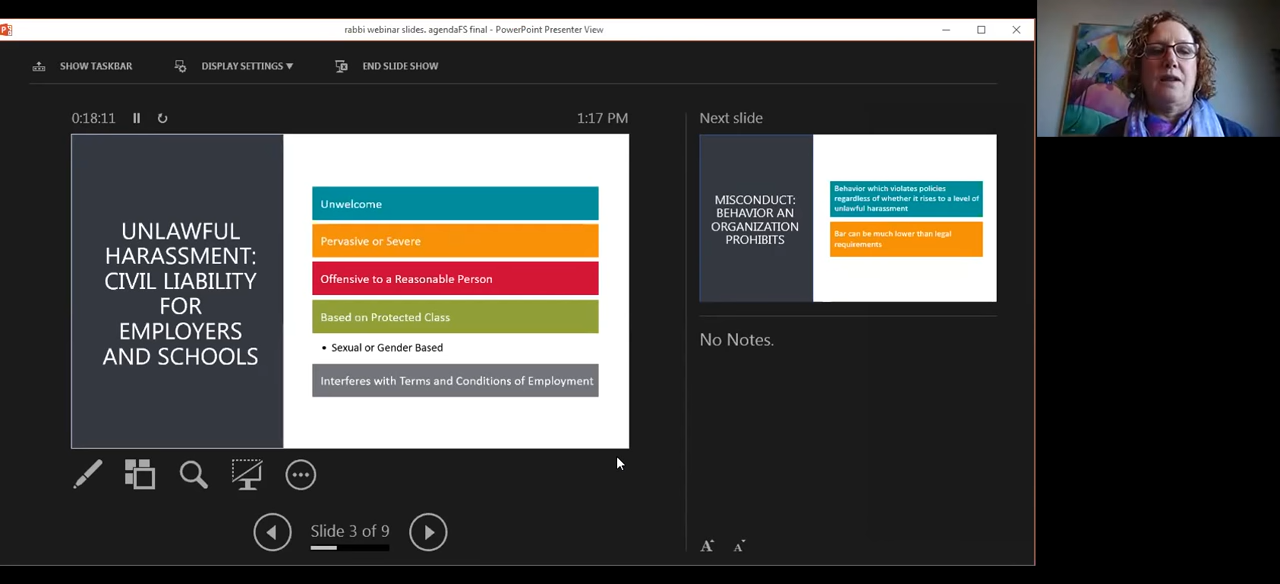 rabbi webinar slides. agendaFS final - PowerPoint Presenter View
SHOW TASKBAR
DISPLAY SETTINGS ▼
END SLIDE SHOW
0:18:11
1:17 PM
UNLAWFUL
HARASSMENT:
CIVIL LIABILITY
FOR
EMPLOYERS
AND SCHOOLS
Unwelcome
Pervasive or Severe
Offensive to a Reasonable Person
Based on Protected Class
• Sexual or Gender Based
Interferes with Terms and Conditions of Employment
Slide 3 of 9
Next slide
MISCONDUCT:
BEHAVIOR AN
ORGANIZATION
PROHIBITS
Behavior which violates policies
regardless of whether it rises to a level of
unlawful harassment
Bar can be much lower than legal
requirements
No Notes.
A A